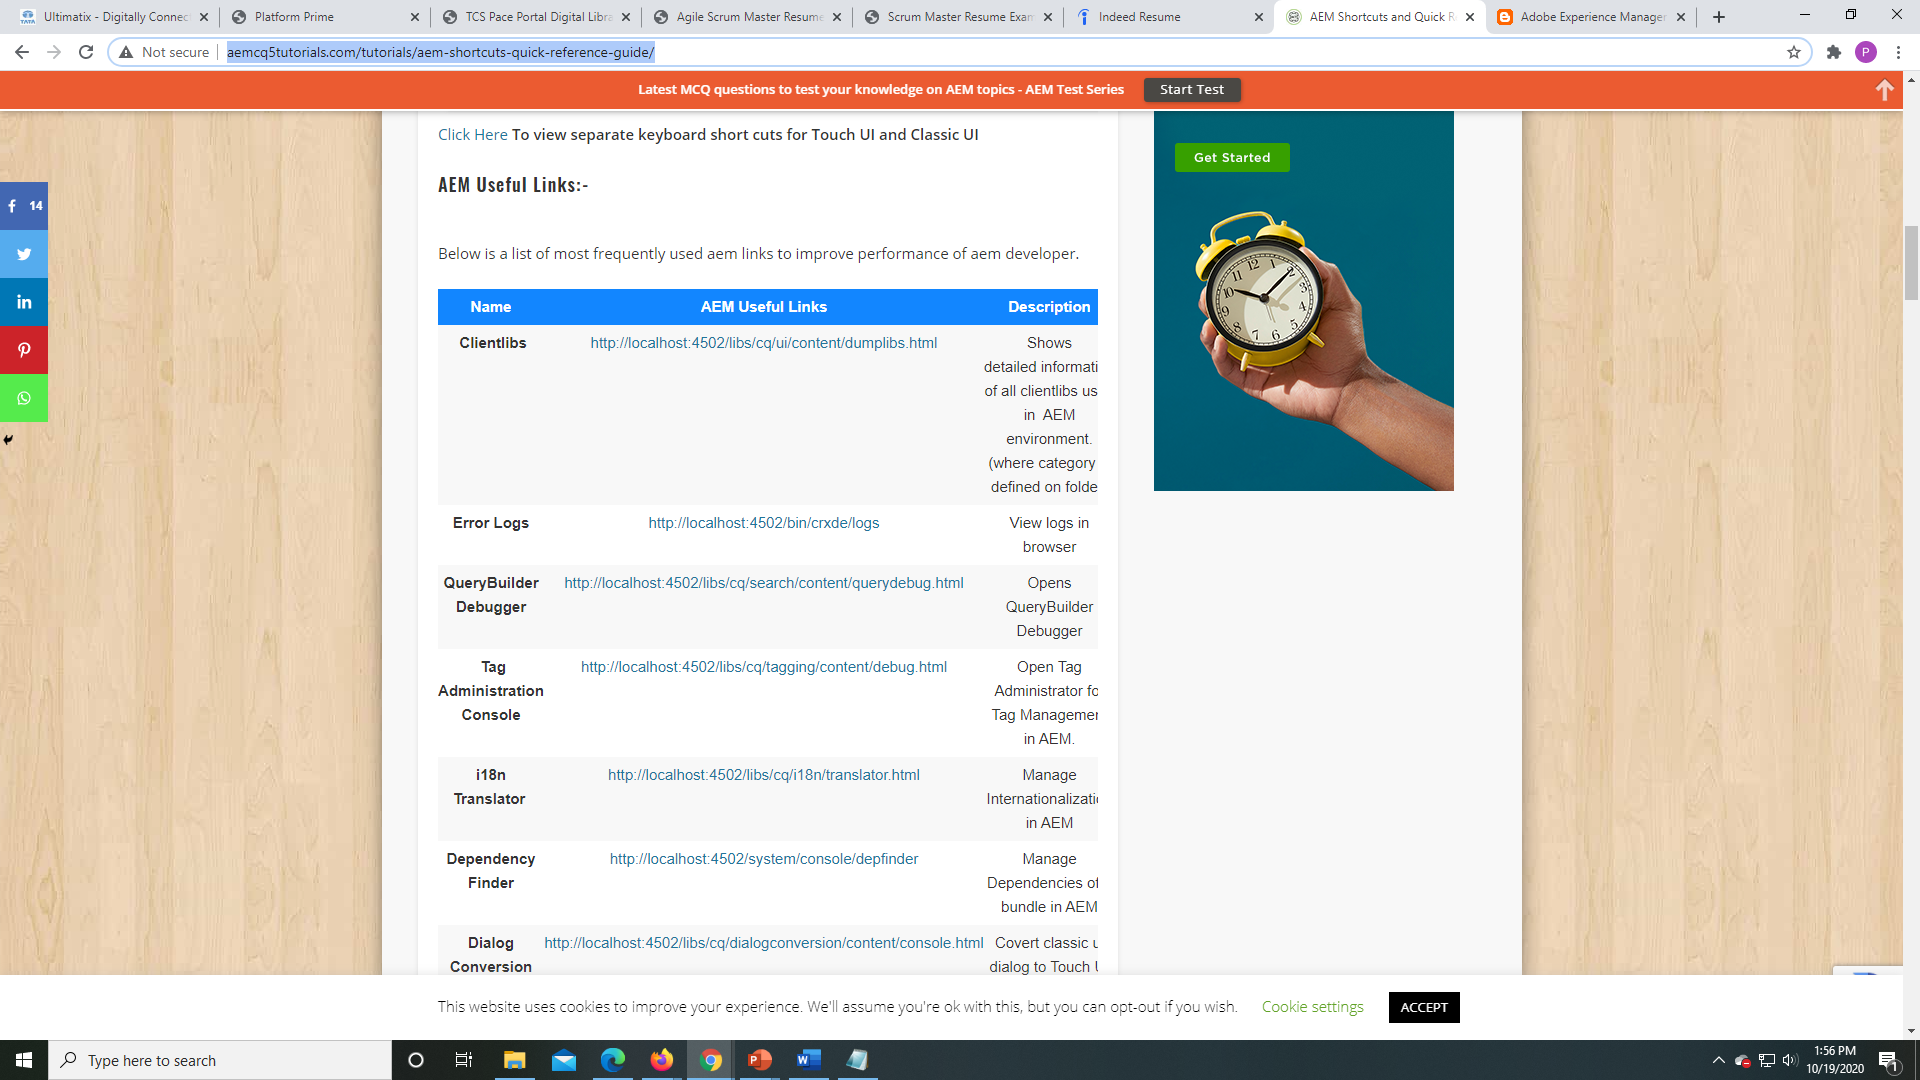 Ultimatix - Digitally Connec
Platform Prime
TCS Pace Portal Digital Libra
Agile Scrum Master Resume
Scrum Master Resume Exam
Indeed Resume
AEM Shortcuts and Quick R
Adobe Experience Manager
Not secure
aemcq5tutorials.com/tutorials/aem-shortcuts-quick-reference-guide/
P
Latest MCQ questions to test your knowledge on AEM topics - AEM Test Series
Start Test
Click Here To view separate keyboard short cuts for Touch UI and Classic UI
Get Started
AEM Useful Links:-
14
Below is a list of most frequently used aem links to improve performance of aem developer.
Name AEM Useful Links Description
Clientlibs http://localhost:4502/libs/cq/ui/content/dumplibs.html Shows
detailed informati
of all clientlibs us
in AEM
environment.
(where category
defined on folde
Error Logs http://localhost:4502/bin/crxde/logs View logs in
browser
QueryBuilder http://localhost:4502/libs/cq/search/content/querydebug.html Opens
Debugger QueryBuilder
Debugger
Tag http://localhost:4502/libs/cq/tagging/content/debug.html Open Tag
Administration Administrator fo
Console Tag Managemen
in AEM.
i18n http://localhost:4502/libs/cq/i18n/translator.html Manage
Translator Internationalizatio
in AEM
Dependency http://localhost:4502/system/console/depfinder Manage
Finder Dependencies of
bundle in AEM
Dialog http://localhost:4502/libs/cq/dialogconversion/content/console.html Covert classic u
Conversion dialog to Touch U
This website uses cookies to improve your experience. We'll assume you're ok with this, but you can opt-out if you wish. Cookie settings ACCEPT
Type here to search
1:56 PM
10/19/2020
1